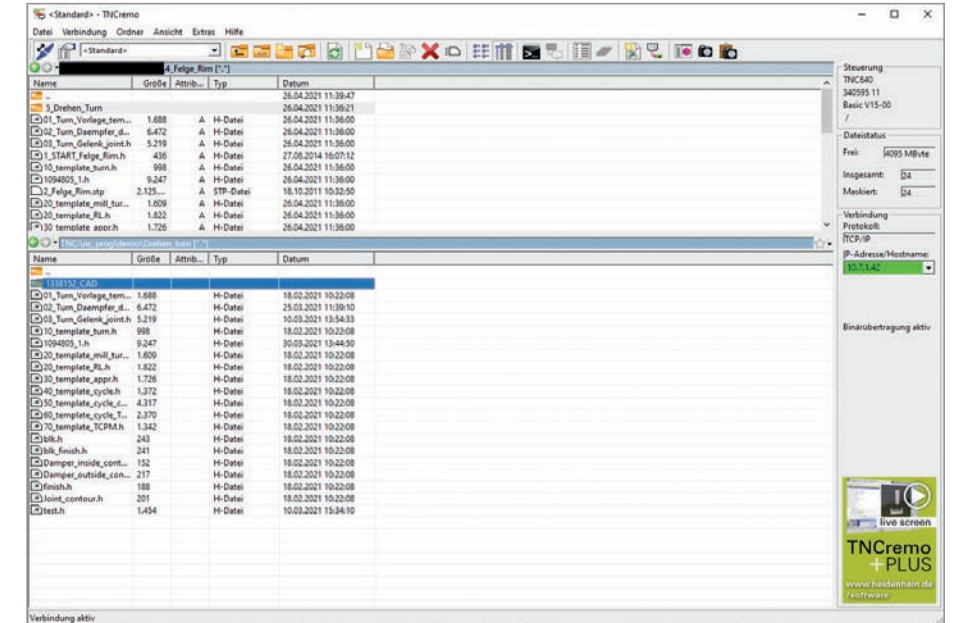 <Standard> - TNCremo
Datei Verbindung Ordner Ansicht Extras Hilfe
<Standard>
4_Felge_Rim [*.*]
Name Größe Attrib... Typ Datum
.. 26.04.2021 11:39:47
5_Drehen_Turn 26.04.2021 11:36:21
01_Turn_Vorlage_tem... 1.688 A H-Datei 26.04.2021 11:36:00
02_Turn_Daempfer_d... 6.472 A H-Datei 26.04.2021 11:36:00
03_Turn_Gelenk_joint.h 5.219 A H-Datei 26.04.2021 11:36:00
1_START_Felge_Rim.h 436 A H-Datei 27.08.2014 16:07:12
10_template_turn.h 998 A H-Datei 26.04.2021 11:36:00
1094805_1.h 9.247 A H-Datei 26.04.2021 11:36:00
2_Felge_Rim.stp 2.125.... A STP-Datei 18.10.2011 10:32:50
20_template_mill_tur... 1.609 A H-Datei 26.04.2021 11:36:00
20_template_RL.h 1.822 A H-Datei 26.04.2021 11:36:00
30_template_appr.h 1.726 A H-Datei 26.04.2021 11:36:00
TNC:\nc_prog\demo\Drehen_turn [*.*]
Name Größe Attrib... Typ Datum
..
1338152_CAD
01_Turn_Vorlage_tem... 1.688 H-Datei 18.02.2021 10:22:08
02_Turn_Daempfer_d... 6.472 H-Datei 25.03.2021 11:39:10
03_Turn_Gelenk_joint.h 5.219 H-Datei 10.03.2021 13:54:33
10_template_turn.h 998 H-Datei 18.02.2021 10:22:08
1094805_1.h 9.247 H-Datei 30.03.2021 13:44:50
20_template_mill_tur... 1.609 H-Datei 18.02.2021 10:22:08
20_template_RL.h 1.822 H-Datei 18.02.2021 10:22:08
30_template_appr.h 1.726 H-Datei 18.02.2021 10:22:08
40_template_cycle.h 1.372 H-Datei 18.02.2021 10:22:08
50_template_cycle_c... 4.317 H-Datei 18.02.2021 10:22:08
60_template_cycle_T... 2.370 H-Datei 18.02.2021 10:22:08
70_template_TCPM.h 1.342 H-Datei 18.02.2021 10:22:08
blk.h 243 H-Datei 18.02.2021 10:22:08
blk_finish.h 241 H-Datei 18.02.2021 10:22:08
Damper_inside_cont... 152 H-Datei 18.02.2021 10:22:08
Damper_outside_con... 217 H-Datei 18.02.2021 10:22:08
finish.h 188 H-Datei 18.02.2021 10:22:08
Joint_contour.h 201 H-Datei 18.02.2021 10:22:08
test.h 1.454 H-Datei 10.03.2021 15:34:10
Verbindung aktiv
Steuerung
TNC640
340595 11
Basic V15-00
/
Dateistatus
Frei: 4095 MByte
Insgesamt: 24
Maskiert: 24
Verbindung
Protokoll:
TCP/IP
IP-Adresse/Hostname:
10.7.1.42
Binärübertragung aktiv
live screen
TNCremo
+PLUS
www.heidenhain.de
/software